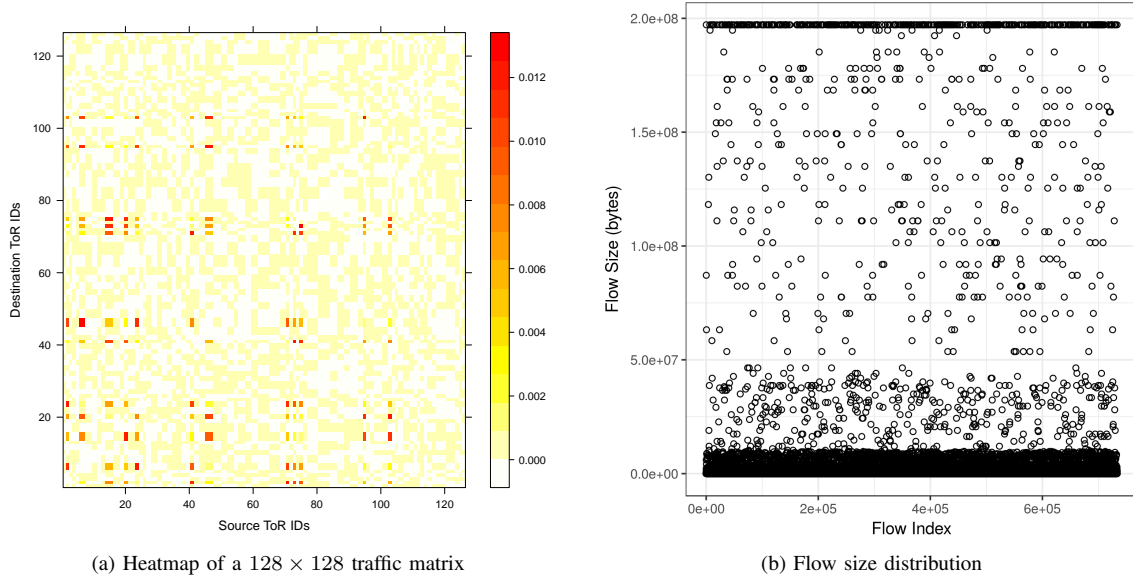 120
100
80
60
40
20
Destination ToR IDs
20
40
60
80
100
120
Source ToR IDs
0.012
0.010
0.008
0.006
0.004
0.002
0.000
(a) Heatmap of a 128 × 128 traffic matrix
2.0e+08
1.5e+08
1.0e+08
5.0e+07
0.0e+00
Flow Size (bytes)
0e+00
2e+05
4e+05
6e+05
Flow Index
(b) Flow size distribution